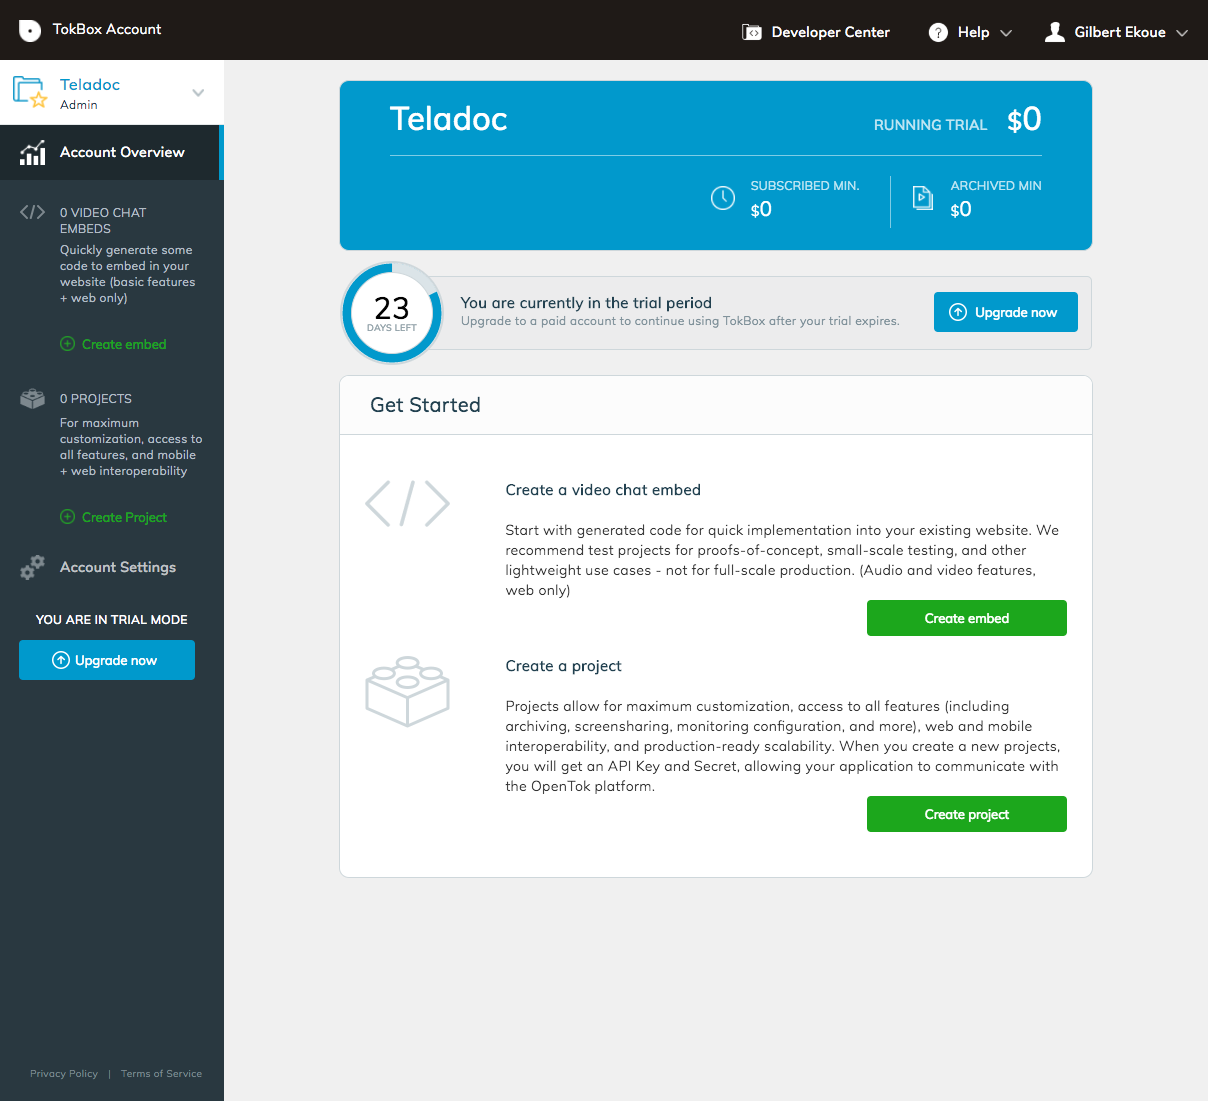 TokBox Account
Developer Center
Help
Gilbert Ekoue
Teladoc
Admin
Account Overview
0 VIDEO CHAT
EMBEDS
Quickly generate some
code to embed in your
website (basic features
+ web only)
Create embed
0 PROJECTS
For maximum
customization, access to
all features, and mobile
+ web interoperability
Create Project
Account Settings
YOU ARE IN TRIAL MODE
Upgrade now
Privacy Policy | Terms of Service
Teladoc
RUNNING TRIAL $0
SUBSCRIBED MIN.
$0
ARCHIVED MIN
$0
23
DAYS LEFT
You are currently in the trial period
Upgrade to a paid account to continue using TokBox after your trial expires.
Upgrade now
Get Started
Create a video chat embed
Start with generated code for quick implementation into your existing website. We
recommend test projects for proofs-of-concept, small-scale testing, and other
lightweight use cases - not for full-scale production. (Audio and video features,
web only)
Create embed
Create a project
Projects allow for maximum customization, access to all features (including
archiving, screensharing, monitoring configuration, and more), web and mobile
interoperability, and production-ready scalability. When you create a new projects,
you will get an API Key and Secret, allowing your application to communicate with
the OpenTok platform.
Create project